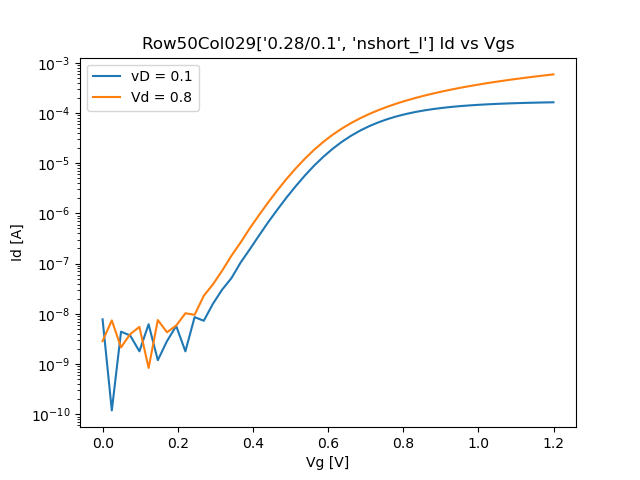 Row50Col029['0.28/0.1', 'nshort_l'] Id vs Vgs
vD = 0.1
Vd = 0.8
Id [A]
10⁻³
10⁻⁴
10⁻⁵
10⁻⁶
10⁻⁷
10⁻⁸
10⁻⁹
10⁻¹⁰
0.0 0.2 0.4 0.6 0.8 1.0 1.2
Vg [V]